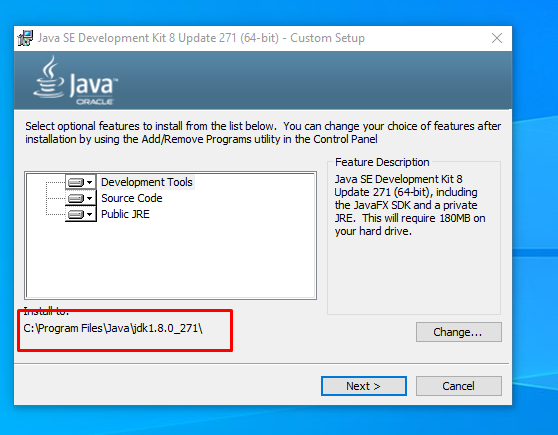 Java SE Development Kit 8 Update 271 (64-bit) - Custom Setup
Java™
ORACLE
Select optional features to install from the list below.  You can change your choice of features after
installation by using the Add/Remove Programs utility in the Control Panel
Development Tools
Source Code
Public JRE
Feature Description
Java SE Development Kit 8
Update 271 (64-bit), including
the JavaFX SDK and a private
JRE.  This will require 180MB on
your hard drive.
Install to:
C:\Program Files\Java\jdk1.8.0_271\
Change...
Next >
Cancel